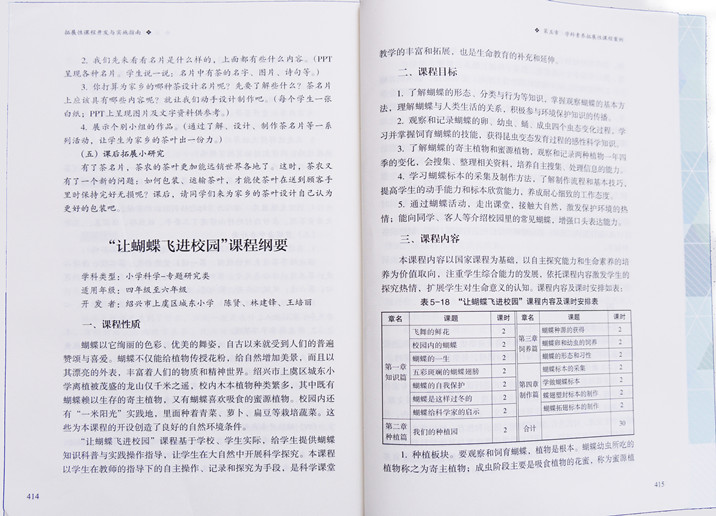 拓展性课程开发与实施指南
2. 我们先来看看名片是什么样的，上面都有些什么内容。（PPT
呈现各种名片。学生说一说：名片中有茶的名字、图片、诗句等。）
3. 你打算为家乡的哪种茶设计名片呢？先要了解些什么？茶名片
上应该具有哪些内容呢？就让我们动手设计制作吧。（每个学生一张
白纸；PPT上呈现图片及文字资料供参考。）
4. 展示个别小组的作品。（通过了解、设计、制作茶名片等一系
列活动，让学生为家乡的茶叶出一份力。）
（五）课后拓展小研究
有了茶名片，茶农的茶叶更加能远销世界各地了。这时，茶农又
有了一个新的问题：如何包装、运输茶叶，才能使茶叶在送到顾客手
里时保持完好无损呢？课后，请同学们来为家乡的茶叶设计自己认为
更好的包装吧。
“让蝴蝶飞进校园”课程纲要
学科类型：小学科学-专题研究类
适用年级：四年级至六年级
开 发 者：绍兴市上虞区城东小学 陈贤、林建锋、王培丽
一、课程性质
蝴蝶以它绚丽的色彩、优美的舞姿，自古以来就受到人们的普遍
赞颂与喜爱。蝴蝶不仅能给植物传授花粉，给自然增加美景，而且以
其漂亮的外表，丰富着人们的物质和精神世界。绍兴市上虞区城东小
学离植被茂盛的龙山仅千米之遥，校内木本植物种类繁多，其中既有
蝴蝶赖以生存的寄主植物，又有蝴蝶喜欢吸食的蜜源植物。校园内还
有“一米阳光”实践地，里面种着青菜、萝卜、扁豆等栽培蔬菜。这
些为本课程的开设创造了良好的自然环境条件。
“让蝴蝶飞进校园”课程基于学校、学生实际，给学生提供蝴蝶
知识科普与实践操作指导，让学生在大自然中开展科学探究。本课程
以学生在教师的指导下的自主操作、记录和探究为手段，是科学课堂
414
第五章 学科素养拓展性课程案例
教学的丰富和拓展，也是生命教育的补充和延伸。
二、课程目标
1. 了解蝴蝶的形态、分类与行为等知识，掌握观察蝴蝶的基本方
法，理解蝴蝶与人类生活的关系，积极参与环境保护知识的传播。
2. 观察和记录蝴蝶的卵、幼虫、蛹、成虫四个虫态变化过程，学
习并掌握饲育蝴蝶的技能，获得昆虫变态发育过程的感性科学知识。
3. 了解蝴蝶的寄主植物和蜜源植物，观察和记录两种植物一年四
季的变化，会搜集、整理相关资料，培养自主搜集、处理信息的能力。
4. 学习蝴蝶标本的采集及制作方法，了解制作流程和基本技巧，
提高学生的动手能力和标本欣赏能力，养成耐心细致的工作态度。
5. 通过蝴蝶活动，走出课堂，接触大自然，激发保护环境的热
情；能向同学、客人等介绍校园里的常见蝴蝶，增强口头表达能力。
三、课程内容
本课程内容以国家课程为基础，以自主探究能力和生命素养的培
养为价值取向，注重学生综合能力的发展，依托课程内容激发学生的
探究热情，扩展学生对生命意义的认知。课程内容及课时安排如表：
表5-18 “让蝴蝶飞进校园”课程内容及课时安排表
章名 课题 课时 章名 课题 课时
第一章 知识篇 飞舞的鲜花 2 第三章 饲养篇 蝴蝶种源的获得 2
校园内的蝴蝶 2 蝴蝶卵和幼虫的饲养 2
蝴蝶的一生 2 蝴蝶的形态和习性 2
五彩斑斓的蝴蝶翅膀 2 第四章 制作篇 蝴蝶标本的采集 2
蝴蝶的自我保护 2 学做蝴蝶标本 2
蝴蝶是这样过冬的 2 蝶翅塑封标本的制作 2
蝴蝶给科学家的启示 2 蝴蝶拓翅标本的制作 2
第二章 种植篇 我们的种植园 2 合计 30
1. 种植板块。要观察和饲育蝴蝶，植物是根本。蝴蝶幼虫所吃的
植物称之为寄主植物；成虫阶段主要是吸食植物的花蜜，称为蜜源植
415